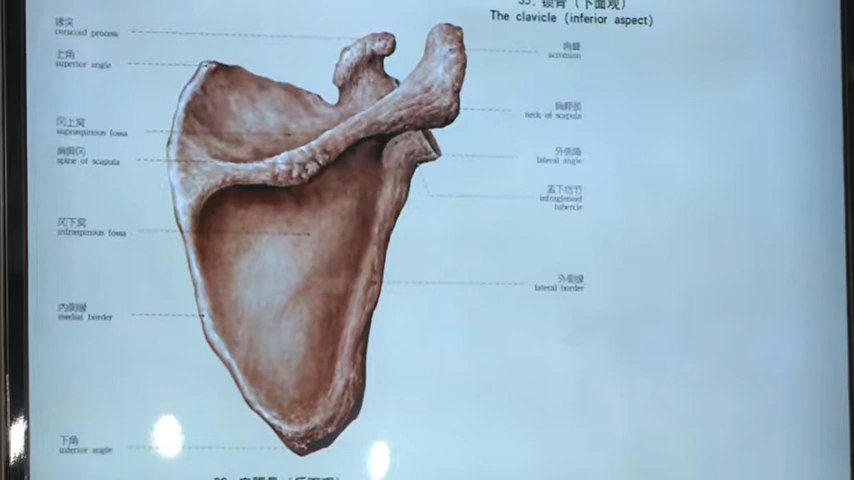 锁骨（下面观）
The clavicle (inferior aspect)
喙突
coracoid process
上角
superior angle
冈上窝
supraspinous fossa
肩胛冈
spine of scapula
冈下窝
infraspinous fossa
内侧缘
medial border
下角
inferior angle
肩峰
acromion
肩胛颈
neck of scapula
外侧角
lateral angle
盂下结节
infraglenoid
tubercle
外侧缘
lateral border